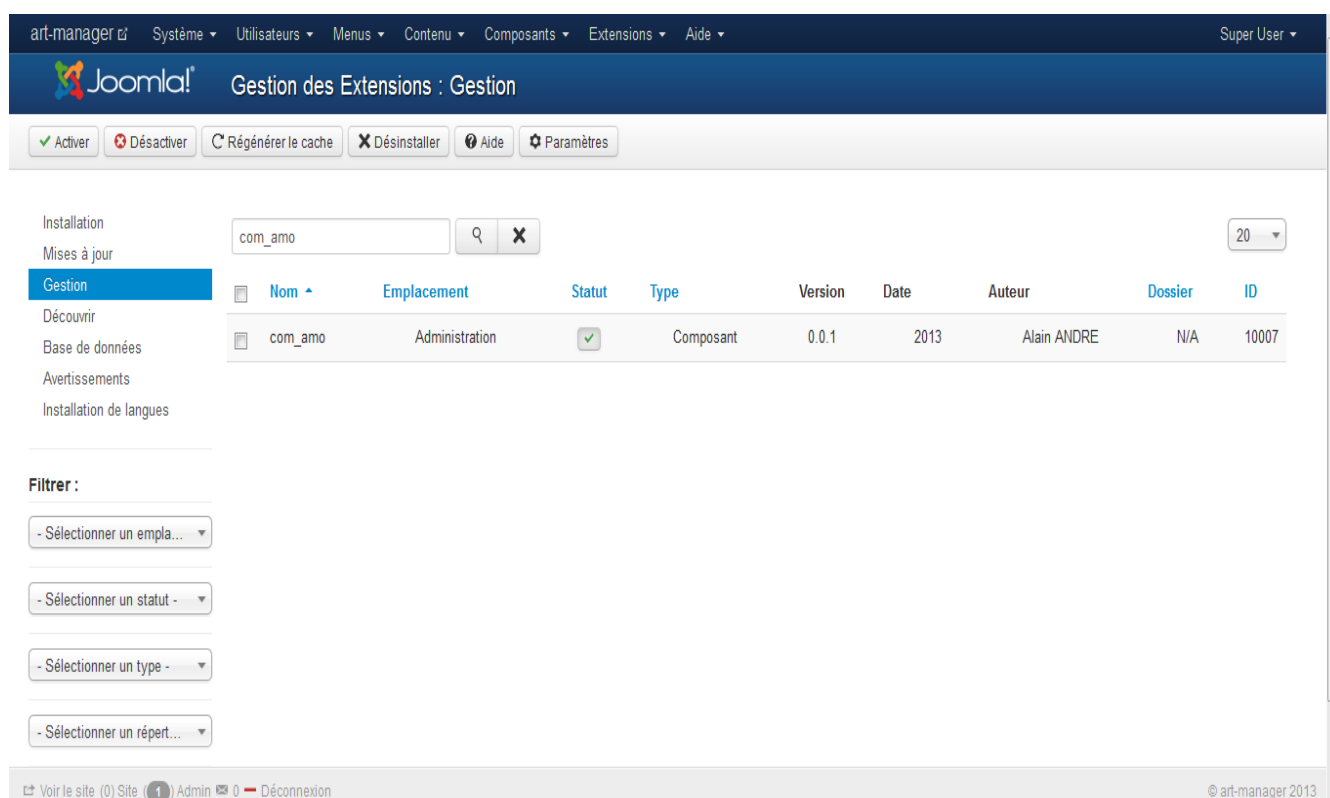 art-manager Système Utilisateurs Menus Contenu Composants Extensions Aide Super User
Joomla!® Gestion des Extensions : Gestion
Activer Désactiver Régénérer le cache Désinstaller Aide Paramètres
Installation
Mises à jour
Gestion
Découvrir
Base de données
Avertissements
Installation de langues
Filtrer :
- Sélectionner un empla...
- Sélectionner un statut -
- Sélectionner un type -
- Sélectionner un répert...
com_amo 20
Nom Emplacement Statut Type Version Date Auteur Dossier ID
com_amo Administration Composant 0.0.1 2013 Alain ANDRE N/A 10007
Voir le site (0) Site (1) Admin 0 Déconnexion © art-manager 2013